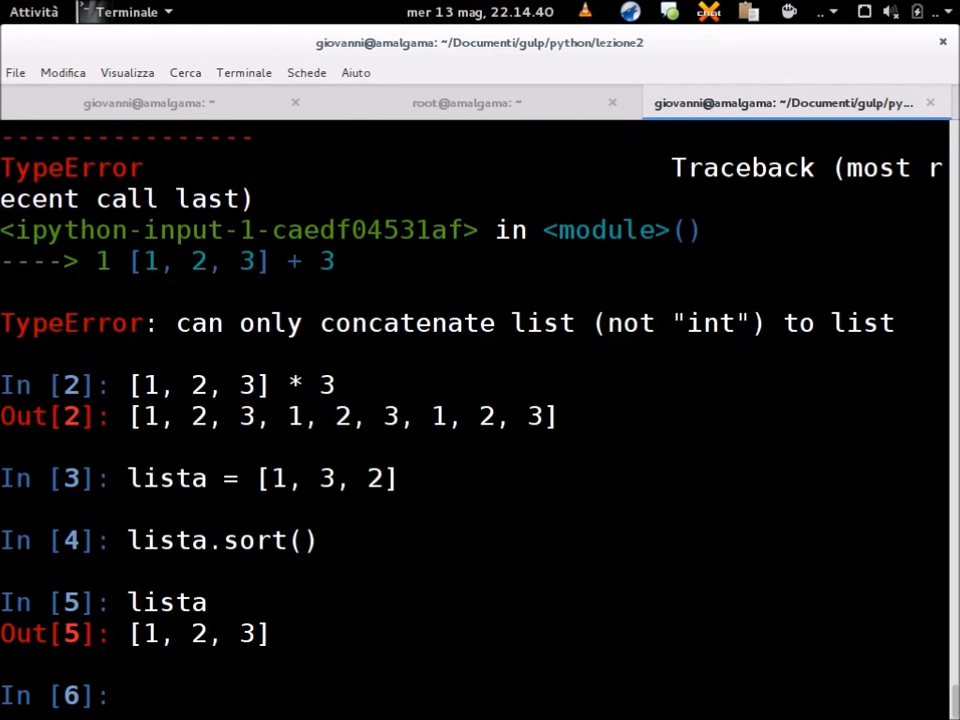 Attività Terminale mer 13 mag, 22.14.40
giovanni@amalgama: ~/Documenti/gulp/python/lezione2
File Modifica Visualizza Cerca Terminale Schede Aiuto
giovanni@amalgama: ~ root@amalgama: ~ giovanni@amalgama: ~/Documenti/gulp/py...
----------------
TypeError Traceback (most r
ecent call last)
<ipython-input-1-caedf04531af> in <module>()
----> 1 [1, 2, 3] + 3
TypeError: can only concatenate list (not "int") to list
In [2]: [1, 2, 3] * 3
Out[2]: [1, 2, 3, 1, 2, 3, 1, 2, 3]
In [3]: lista = [1, 3, 2]
In [4]: lista.sort()
In [5]: lista
Out[5]: [1, 2, 3]
In [6]: